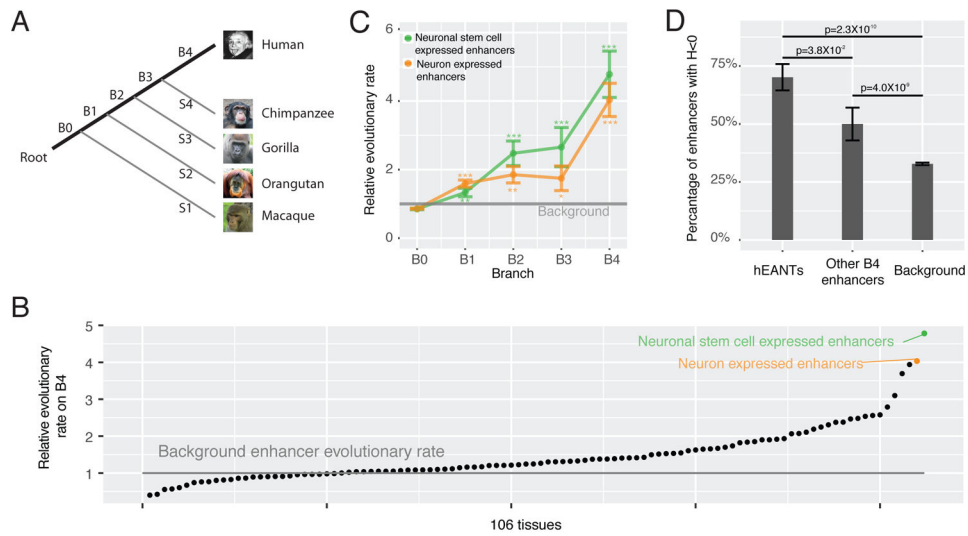 A
B4
Human
B3
B2
S4
Chimpanzee
B1
S3
Gorilla
B0
S2
Root
Orangutan
S1
Macaque
C
6
4
2
0
Relative evolutionary rate
Neuronal stem cell
expressed enhancers
Neuron expressed
enhancers
***
***
***
***
***
***
**
**
*
Background
B0
B1
B2
B3
B4
Branch
D
Percentage of enhancers with H<0
75%
50%
25%
0%
p=2.3X10⁻¹⁰
p=3.8X10⁻²
p=4.0X10⁻⁹
hEANTs
Other B4
enhancers
Background
B
Relative evolutionary
rate on B4
5
4
3
2
1
Neuronal stem cell expressed enhancers
Neuron expressed enhancers
Background enhancer evolutionary rate
106 tissues